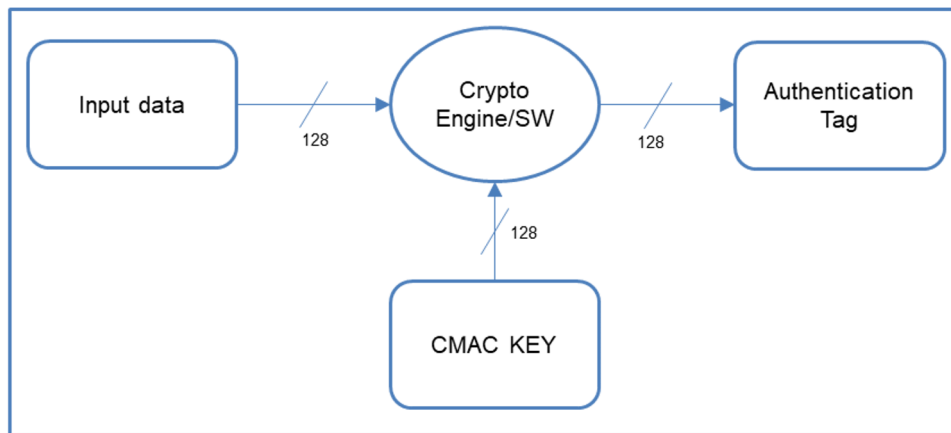 Input data
128
Crypto
Engine/SW
128
Authentication
Tag
128
CMAC KEY